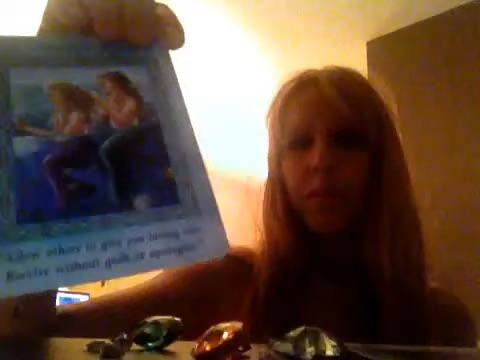 Allow others to give you loving care.
Receive without guilt or apologies.